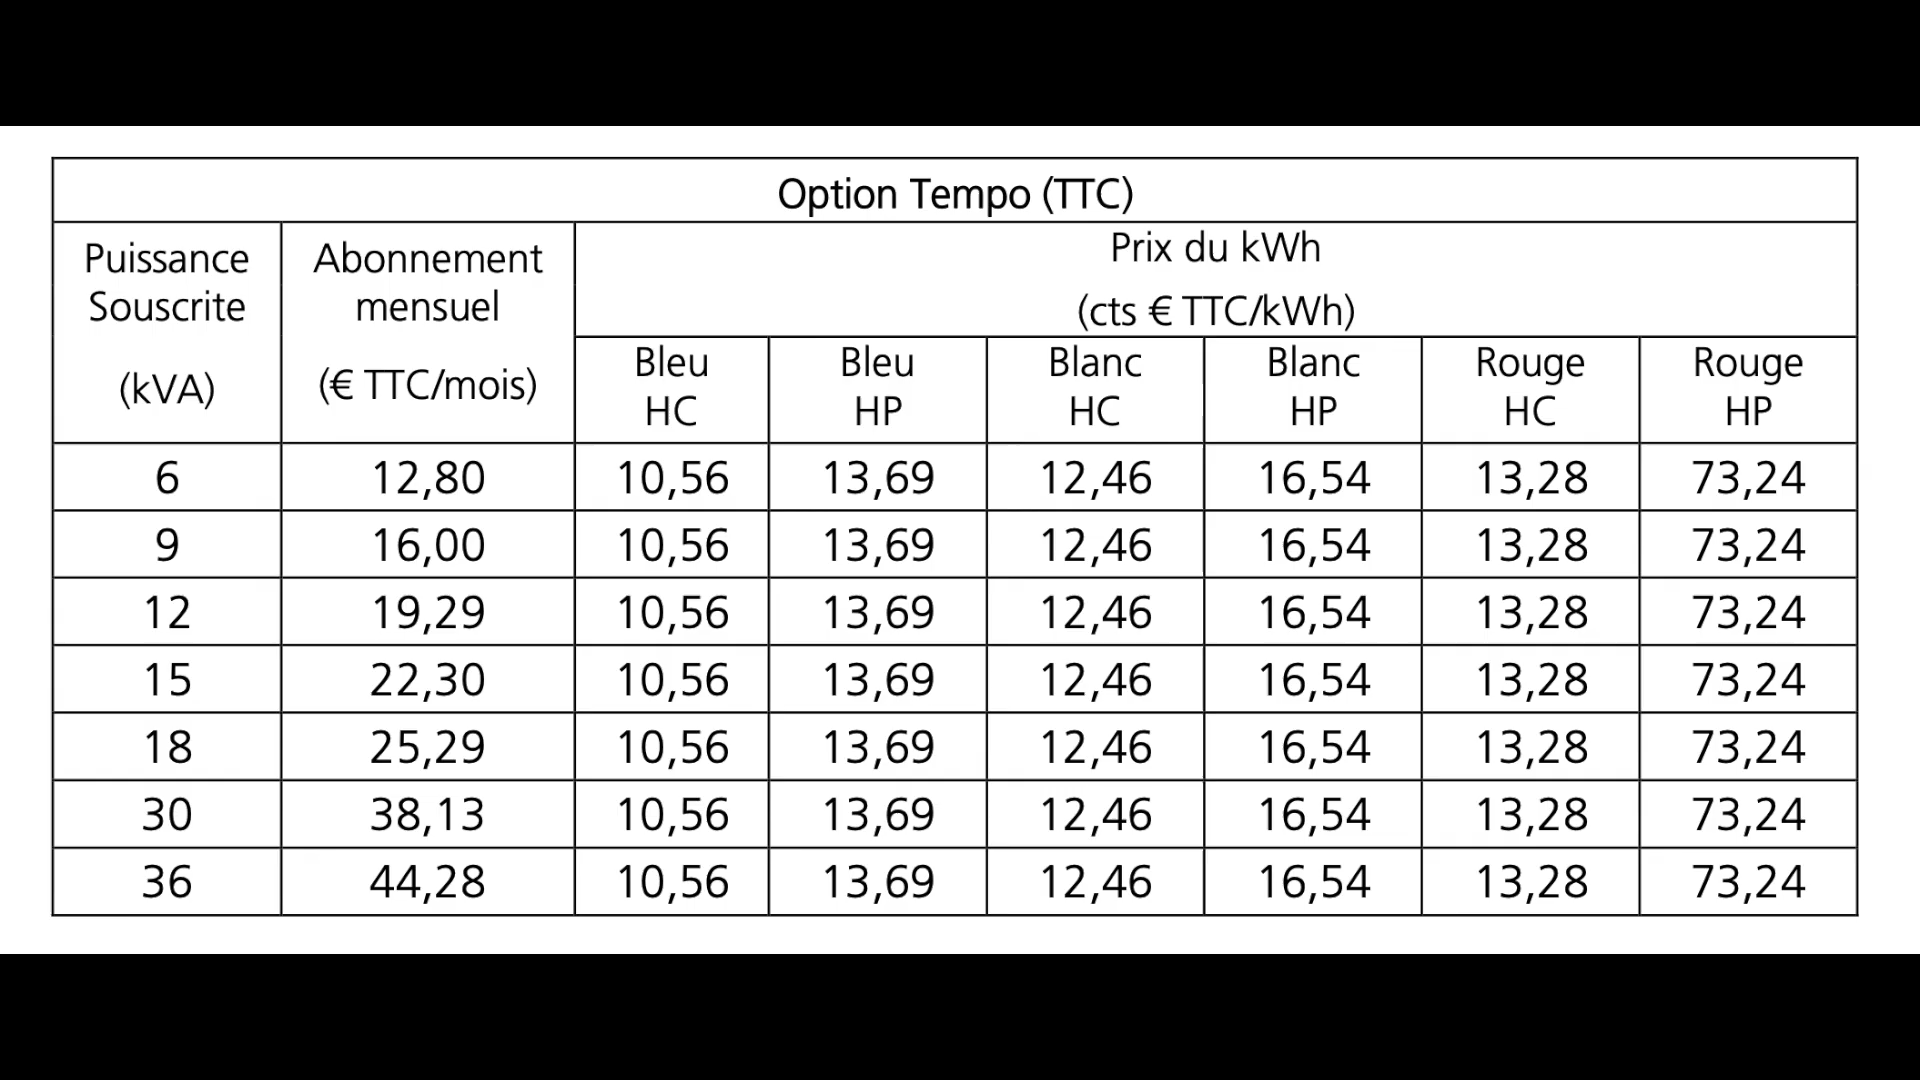 Option Tempo (TTC)
Puissance
Souscrite
(kVA)
Abonnement
mensuel
(€ TTC/mois)
Prix du kWh
(cts € TTC/kWh)
Bleu
HC
Bleu
HP
Blanc
HC
Blanc
HP
Rouge
HC
Rouge
HP
6 12,80 10,56 13,69 12,46 16,54 13,28 73,24
9 16,00 10,56 13,69 12,46 16,54 13,28 73,24
12 19,29 10,56 13,69 12,46 16,54 13,28 73,24
15 22,30 10,56 13,69 12,46 16,54 13,28 73,24
18 25,29 10,56 13,69 12,46 16,54 13,28 73,24
30 38,13 10,56 13,69 12,46 16,54 13,28 73,24
36 44,28 10,56 13,69 12,46 16,54 13,28 73,24